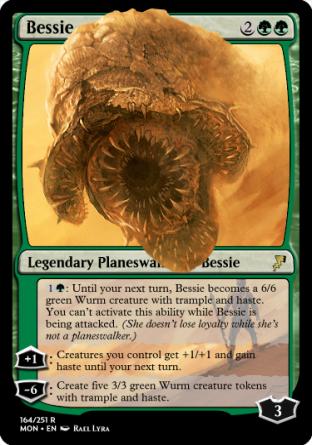 Bessie 2
Legendary Planeswal Bessie
1 : Until your next turn, Bessie becomes a 6/6
green Wurm creature with trample and haste.
You can't activate this ability while Bessie
is being attacked. (She doesn't lose loyalty while she's
not a planeswalker.)
+1 : Creatures you control get +1/+1 and gain
haste until your next turn.
-6 : Create five 3/3 green Wurm creature tokens
with trample and haste.
3
164/251 R
MON • EN Rael Lyra